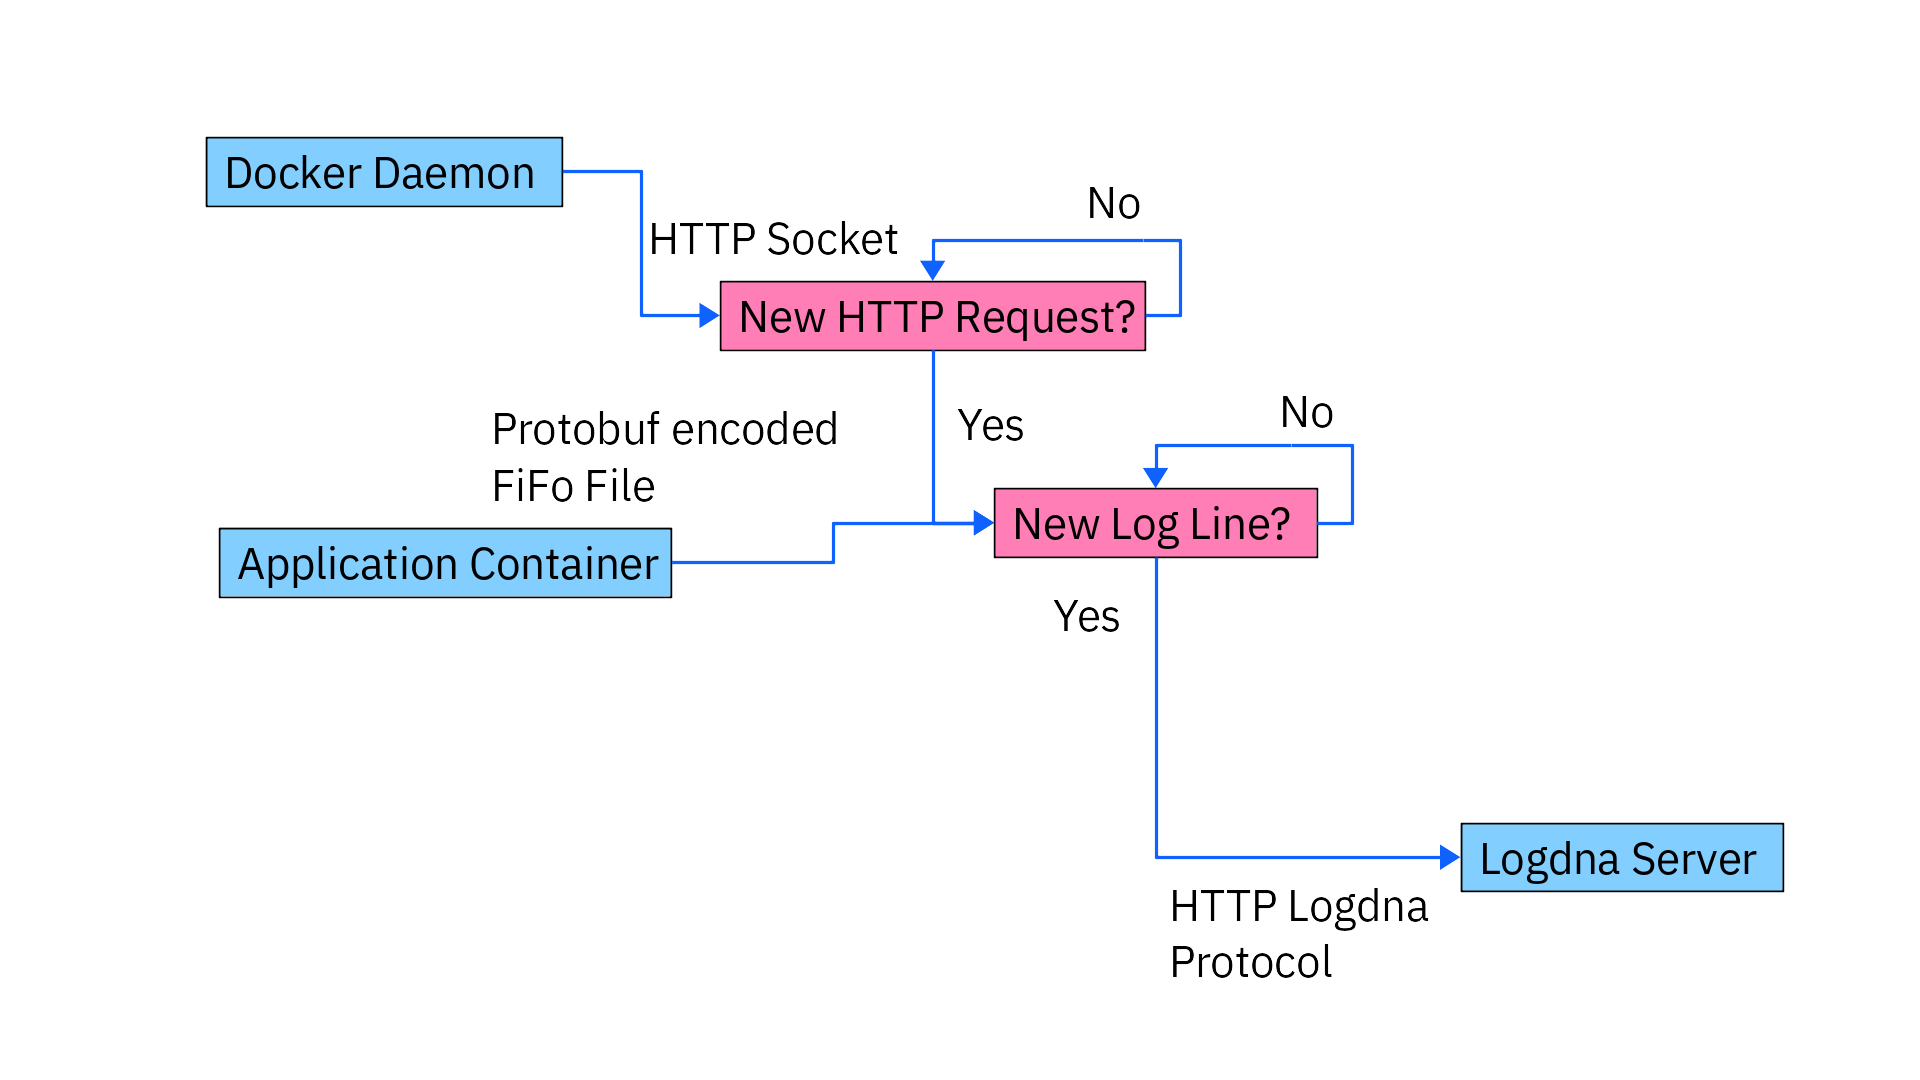 Docker Daemon
No
HTTP Socket
New HTTP Request?
Yes
No
Protobuf encoded
FiFo File
New Log Line?
Application Container
Yes
Logdna Server
HTTP Logdna
Protocol